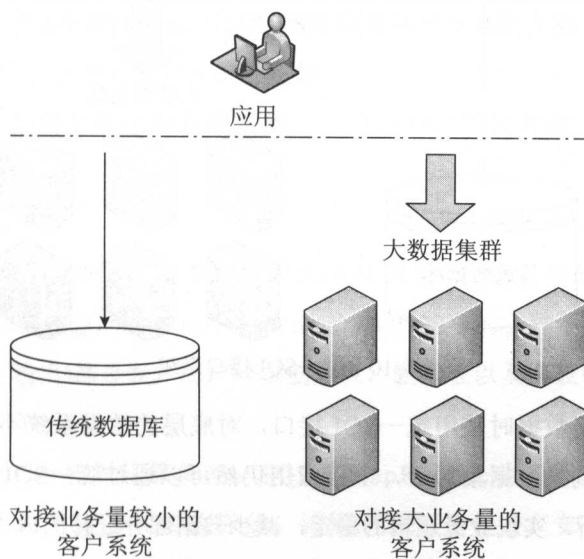 应用
大数据集群
传统数据库
对接业务量较小的
客户系统
对接大业务量的
客户系统